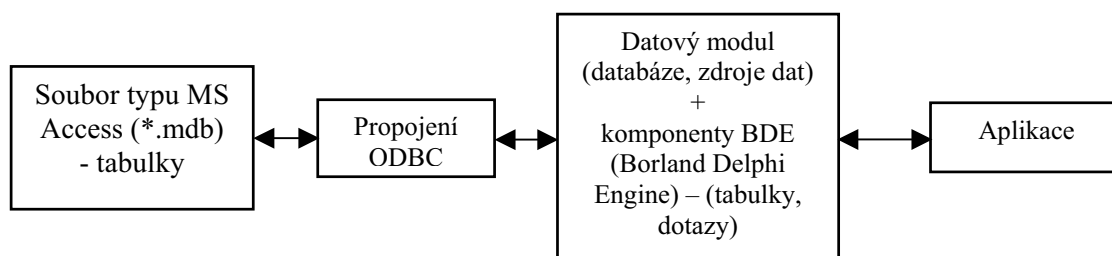 Soubor typu MS
Access (*.mdb)
- tabulky
Propojení
ODBC
Datový modul
(databáze, zdroje dat)
+
komponenty BDE
(Borland Delphi
Engine) – (tabulky,
dotazy)
Aplikace